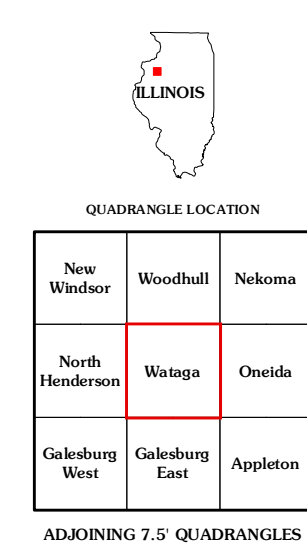 ILLINOIS
QUADRANGLE LOCATION
New
Windsor
Woodhull
Nekoma
North
Henderson
Wataga
Oneida
Galesburg
West
Galesburg
East
Appleton
ADJOINING 7.5' QUADRANGLES